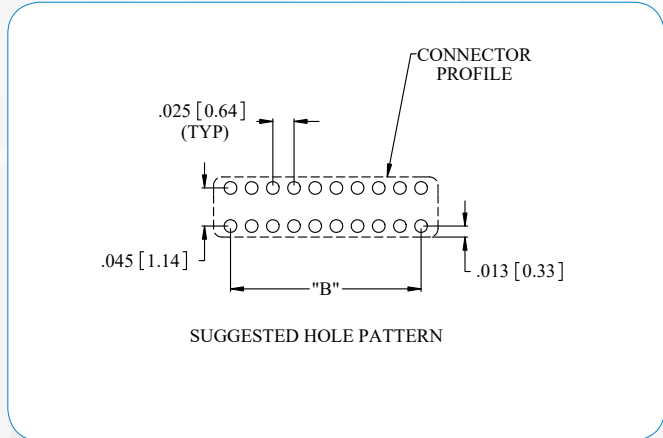 CONNECTOR
PROFILE
.025 [0.64]
(TYP)
.045 [1.14]
.013 [0.33]
"B"
SUGGESTED HOLE PATTERN